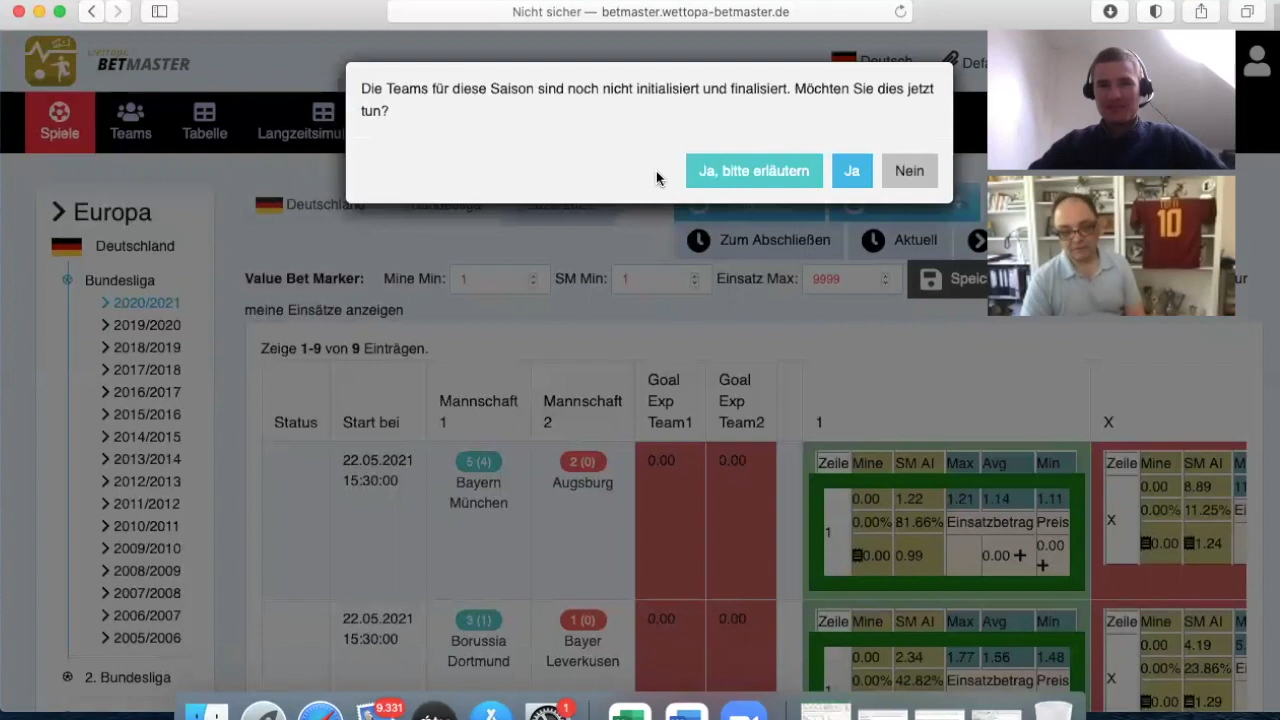 Nicht sicher — betmaster.wettopa-betmaster.de
BETMASTER
Deutsch
Defa
Die Teams für diese Saison sind noch nicht initialisiert und finalisiert. Möchten Sie dies jetzt
tun?
Ja, bitte erläutern
Ja
Nein
Spiele
Teams
Tabelle
Langzeitsimul
Europa
Deutschland
Bundesliga
2020/2021
2019/2020
2018/2019
2017/2018
2016/2017
2015/2016
2014/2015
2013/2014
2012/2013
2011/2012
2010/2011
2009/2010
2008/2009
2007/2008
2006/2007
2005/2006
2. Bundesliga
Deutschland
Zum Abschließen
Aktuell
Value Bet Marker: Mine Min: 1 SM Min: 1 Einsatz Max: 9999 Speic
meine Einsätze anzeigen
Zeige 1-9 von 9 Einträgen.
Status
Start bei
Mannschaft
1
Mannschaft
2
Goal
Exp
Team1
Goal
Exp
Team2
1
X
22.05.2021
15:30:00
5 (4)
Bayern
München
2 (0)
Augsburg
0.00
0.00
Zeile Mine SM AI Max Avg Min
1
0.00 1.22 1.21 1.14 1.11
0.00% 81.66% Einsatzbetrag Preis
0.00 0.99 0.00 + 0.00 +
Zeile Mine SM AI M
X
0.00 8.89 11
0.00% 11.25% Ei
0.00 1.24
22.05.2021
15:30:00
3 (1)
Borussia
Dortmund
1 (0)
Bayer
Leverkusen
0.00
0.00
Zeile Mine SM AI Max Avg Min
1
0.00 2.34 1.77 1.56 1.48
0.00% 42.82% Einsatzbetrag Preis
Zeile Mine SM AI M
X
0.00 4.19 5.
0.00% 23.86% Ei
0.00 1.29
10
9.331
1